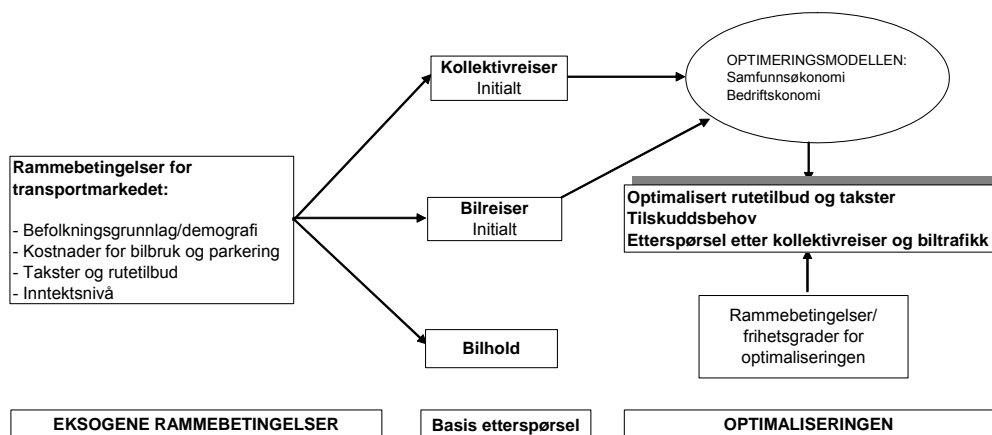 Rammebetingelser for
transportmarkedet:
- Befolkningsgrunnlag/demografi
- Kostnader for bilbruk og parkering
- Takster og rutetilbud
- Inntektsnivå
Kollektivreiser
Initialt
Bilreiser
Initialt
Bilhold
OPTIMERINGSMODELLEN:
Samfunnsøkonomi
Bedriftskonomi
Optimalisert rutetilbud og takster
Tilskuddsbehov
Etterspørsel etter kollektivreiser og biltrafikk
Rammebetingelser/
frihetsgrader for
optimaliseringen
EKSOGENE RAMMEBETINGELSER
Basis etterspørsel
OPTIMALISERINGEN